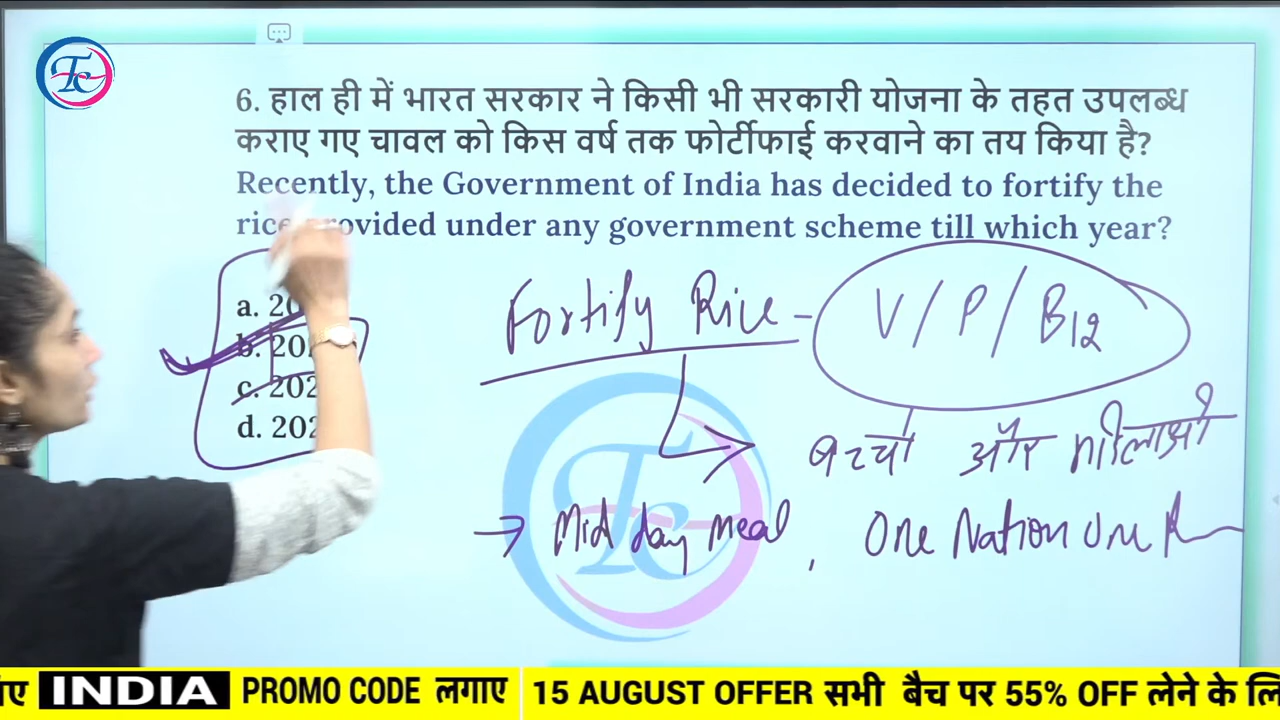 6. हाल ही में भारत सरकार ने किसी भी सरकारी योजना के तहत उपलब्ध
कराए गए चावल को किस वर्ष तक फोर्टीफाई करवाने का तय किया है?
Recently, the Government of India has decided to fortify the
rice provided under any government scheme till which year?
a. 20
b. 20
c. 202
d. 202
Fortify Rice - V / P / B12
बच्चों और महिलाओं
→ Mid day meal, One Nation One R
INDIA PROMO CODE लगाए 15 AUGUST OFFER सभी बैच पर 55% OFF लेने के